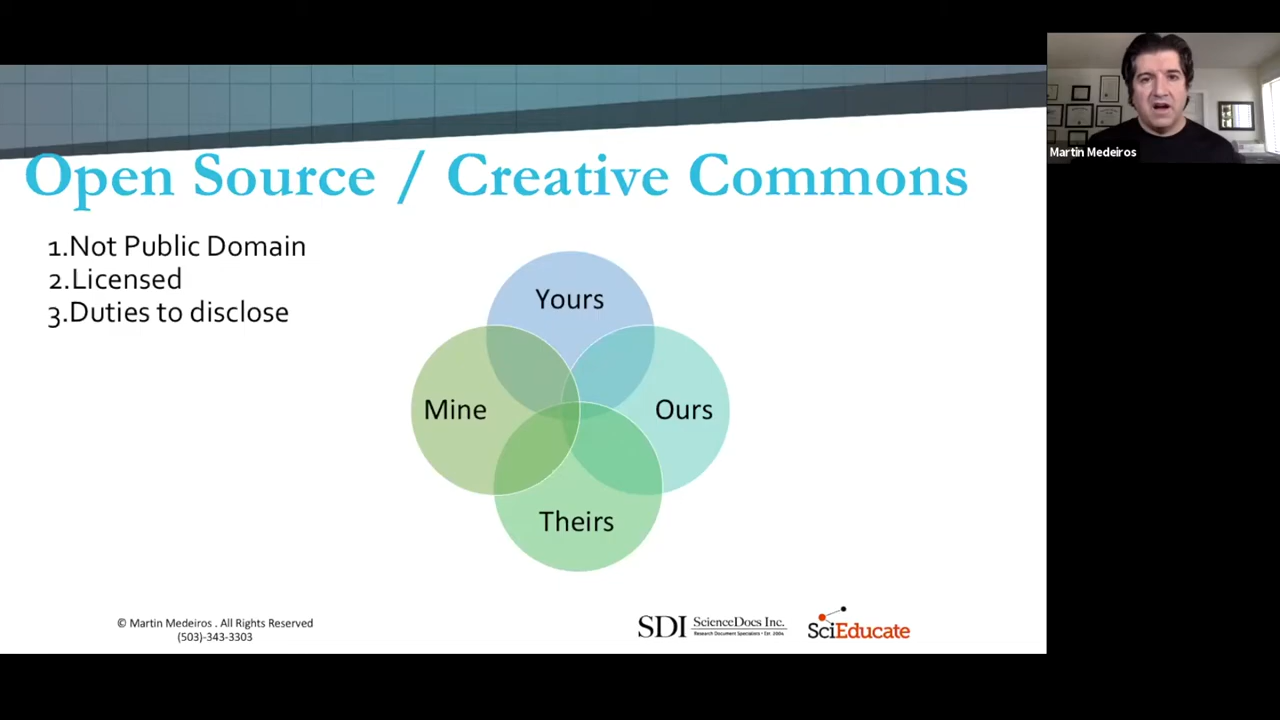 Open Source / Creative Commons
Martin Medeiros
1.Not Public Domain
2.Licensed
3.Duties to disclose
Yours
Mine
Ours
Theirs
© Martin Medeiros . All Rights Reserved
(503)-343-3303
SDI ScienceDocs Inc.
Research Document Specialists • Est. 2004
SciEducate